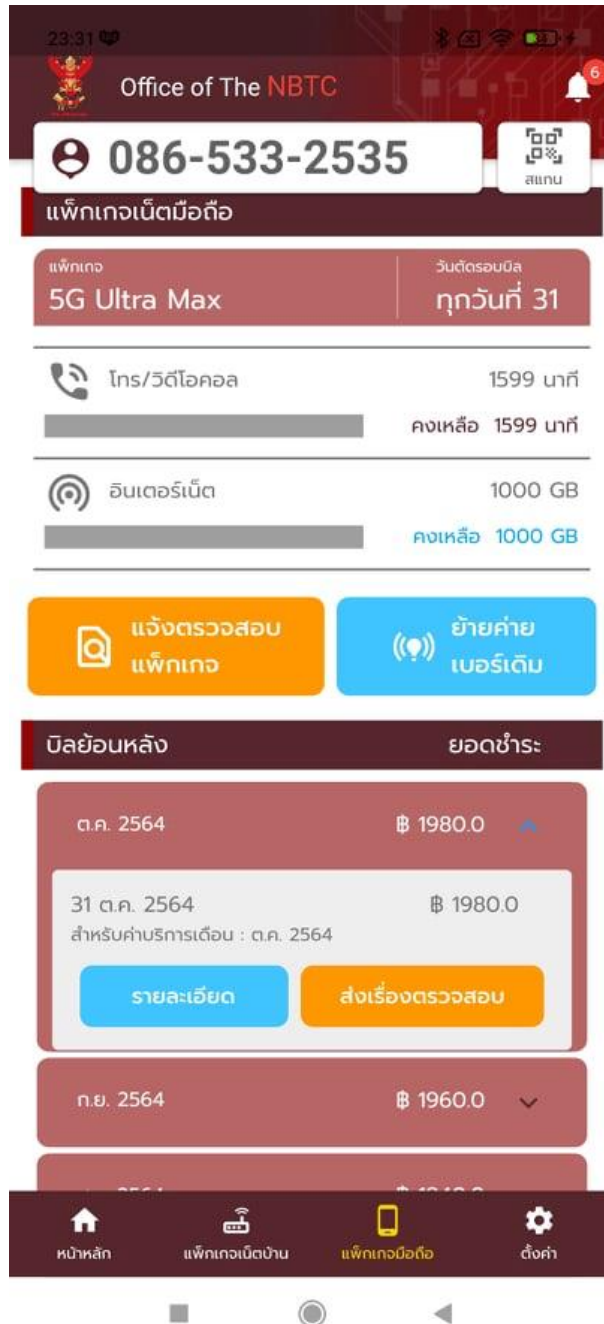 23:31
Office of The NBTC
6
086-533-2535
สแกน
แพ็กเกจเน็ตมือถือ
แพ็กเกจ
วันตัดรอบบิล
5G Ultra Max
ทุกวันที่ 31
โทร/วิดีโอคอล
1599 นาที
คงเหลือ 1599 นาที
อินเตอร์เน็ต
1000 GB
คงเหลือ 1000 GB
แจ้งตรวจสอบ
แพ็กเกจ
ย้ายค่าย
เบอร์เดิม
บิลย้อนหลัง
ยอดชำระ
ต.ค. 2564
฿ 1980.0
31 ต.ค. 2564
฿ 1980.0
สำหรับค่าบริการเดือน : ต.ค. 2564
รายละเอียด
ส่งเรื่องตรวจสอบ
ก.ย. 2564
฿ 1960.0
หน้าหลัก
แพ็กเกจเน็ตบ้าน
แพ็กเกจมือถือ
ตั้งค่า